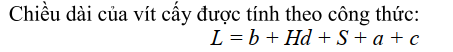 Chiều dài của vít cấy được tính theo công thức:
L = b + Hd + S + a + c